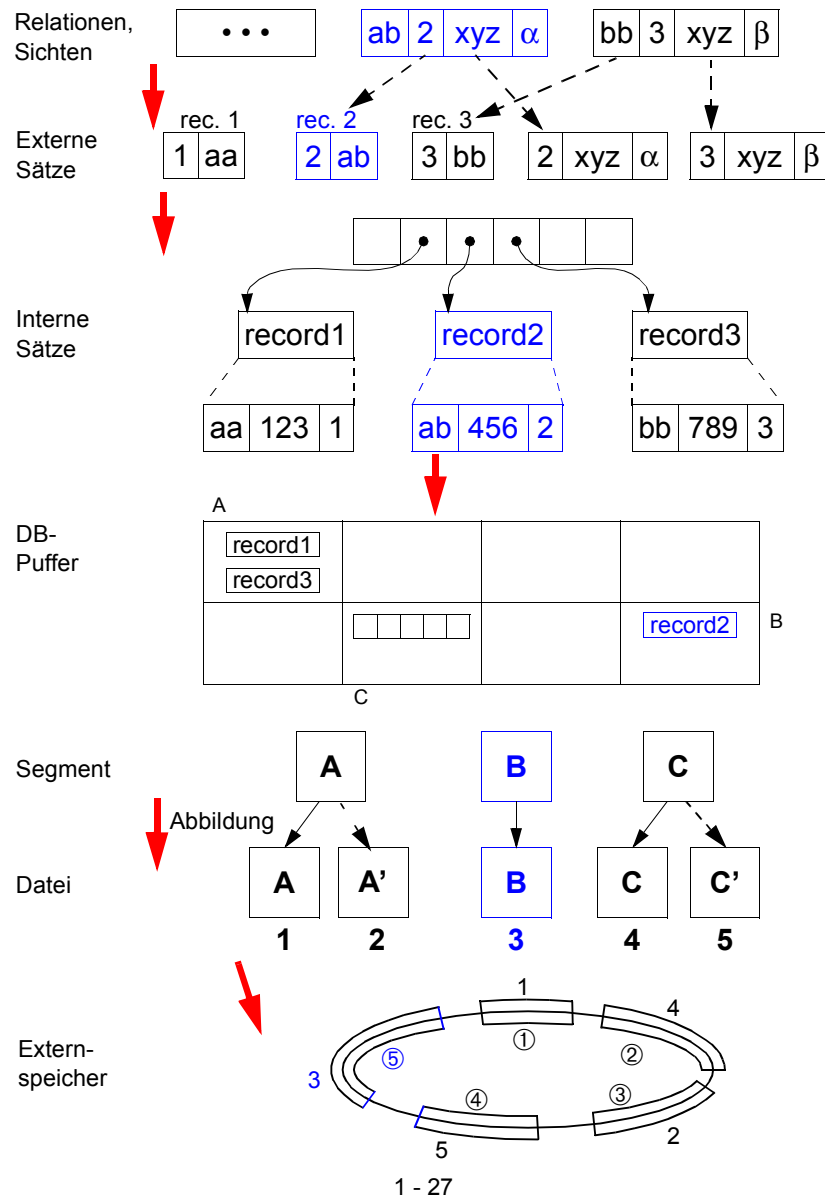 Relationen,
Sichten
• • •
ab 2 xyz α
bb 3 xyz β
rec. 1
rec. 2
rec. 3
Externe
Sätze
1 aa
2 ab
3 bb
2 xyz α
3 xyz β
Interne
Sätze
record1
record2
record3
aa 123 1
ab 456 2
bb 789 3
A
DB-
Puffer
record1
record3
record2
B
C
Segment
A
B
C
Abbildung
Datei
A
A’
B
C
C’
1
2
3
4
5
Extern-
speicher
1
4
①
②
⑤
3
④
③
5
2
1 - 27